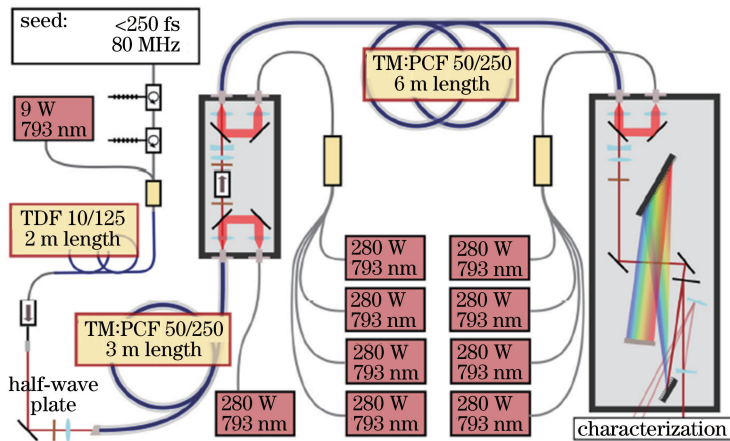 seed: <250 fs
80 MHz
9 W
793 nm
TDF 10/125
2 m length
half-wave
plate
TM:PCF 50/250
3 m length
280 W
793 nm
TM:PCF 50/250
6 m length
280 W
793 nm
280 W
793 nm
280 W
793 nm
280 W
793 nm
280 W
793 nm
280 W
793 nm
280 W
793 nm
280 W
793 nm
characterization